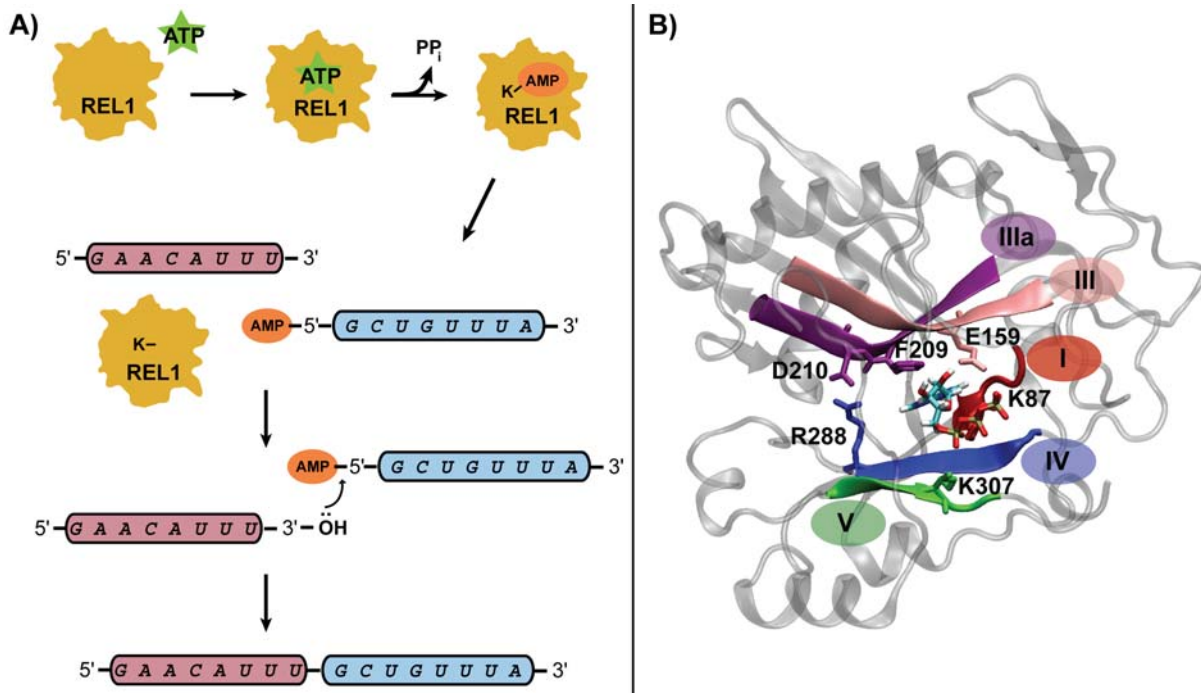 A)
ATP
REL1
ATP
REL1
PPi
K AMP
REL1
5' G A A C A U U U 3'
AMP 5' G C U G U U U A 3'
K–
REL1
AMP 5' G C U G U U U A 3'
5' G A A C A U U U 3' ÖH
5' G A A C A U U U G C U G U U U A 3'
B)
IIIa
III
E159
F209
D210
I
K87
R288
IV
K307
V